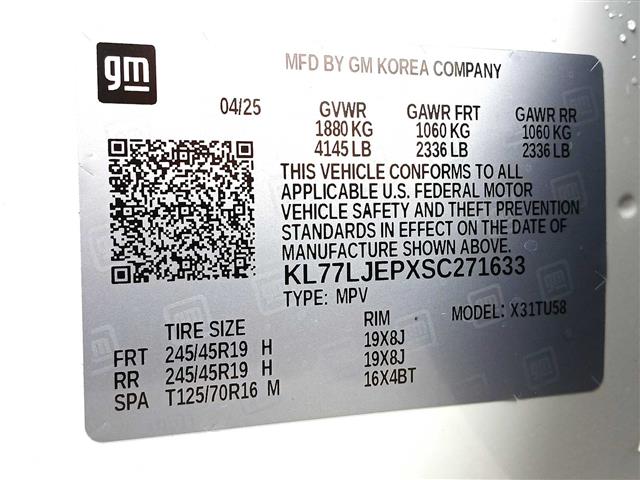 gm
MFD BY GM KOREA COMPANY
04/25 GVWR GAWR FRT GAWR RR
1880 KG 1060 KG 1060 KG
4145 LB 2336 LB 2336 LB
THIS VEHICLE CONFORMS TO ALL
APPLICABLE U.S. FEDERAL MOTOR
VEHICLE SAFETY AND THEFT PREVENTION
STANDARDS IN EFFECT ON THE DATE OF
MANUFACTURE SHOWN ABOVE.
KL77LJEPXSC271633
TYPE: MPV MODEL: X31TU58
TIRE SIZE RIM
FRT 245/45R19 H 19X8J
RR 245/45R19 H 19X8J
SPA T125/70R16 M 16X4BT